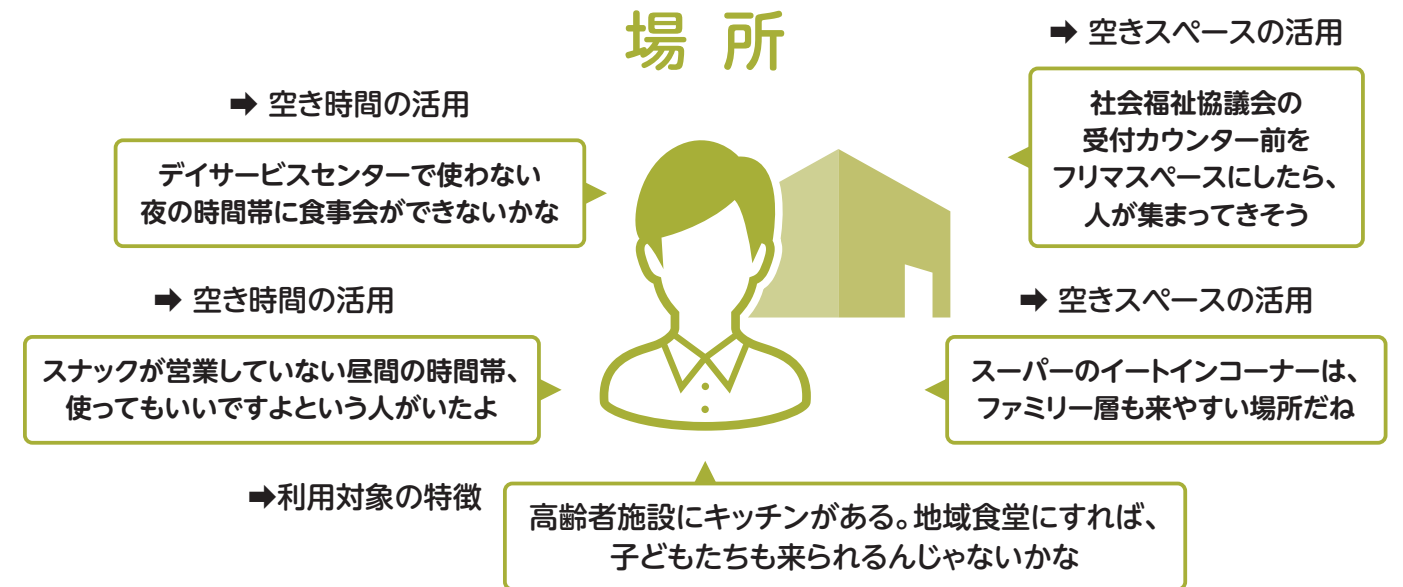 場所
➡ 空き時間の活用
デイサービスセンターで使わない
夜の時間帯に食事会ができないかな
➡ 空きスペースの活用
社会福祉協議会の
受付カウンター前を
フリマスペースにしたら、
人が集まってきそう
➡ 空き時間の活用
スナックが営業していない昼間の時間帯、
使ってもいいですよという人がいたよ
➡ 空きスペースの活用
スーパーのイートインコーナーは、
ファミリー層も来やすい場所だね
➡利用対象の特徴
高齢者施設にキッチンがある。地域食堂にすれば、
子どもたちも来られるんじゃないかな